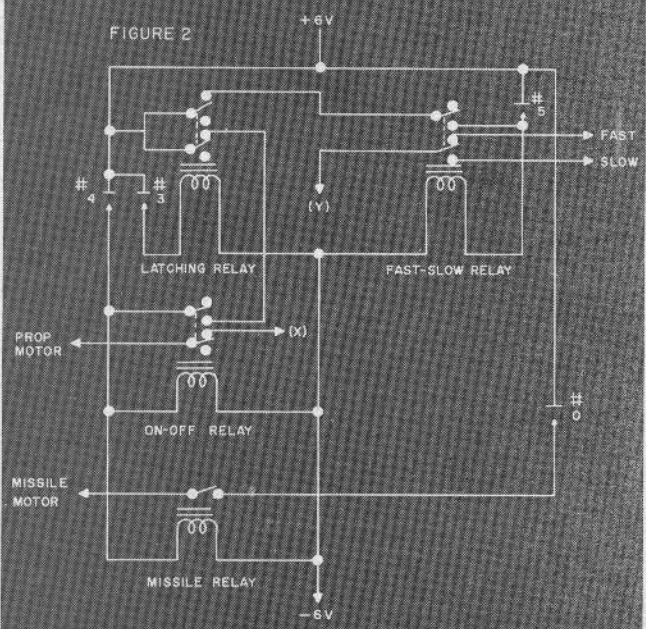 +6V
FIGURE 2
#
5
FAST
SLOW
#
4
#
3
(Y)
LATCHING RELAY
FAST-SLOW RELAY
PROP
MOTOR
(X)
#
0
ON-OFF RELAY
MISSILE
MOTOR
MISSILE RELAY
-6V